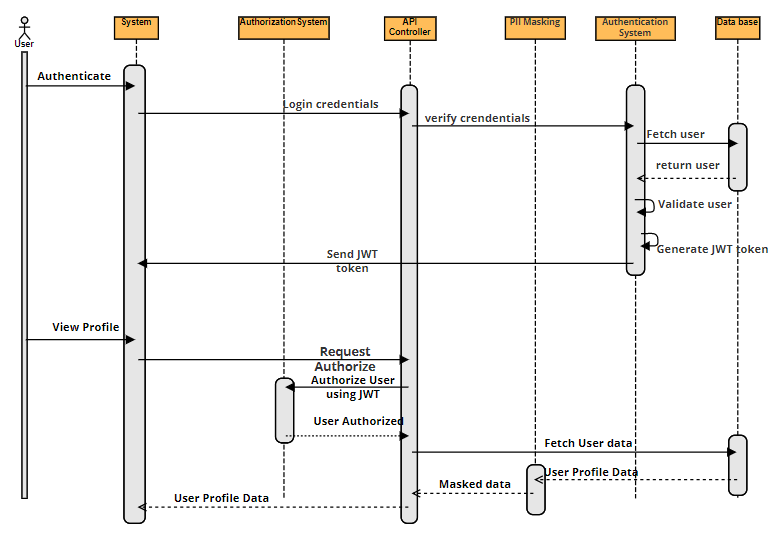 System
AuthorizationSystem
API
Controller
PII Masking
Authentication
System
Data base
User
Authenticate
Login credentials
verify crendentials
Fetch user
return user
Validate user
Generate JWT token
Send JWT
token
View Profile
Request
Authorize
Authorize User
using JWT
User Authorized
Fetch User data
User Profile Data
Masked data
User Profile Data